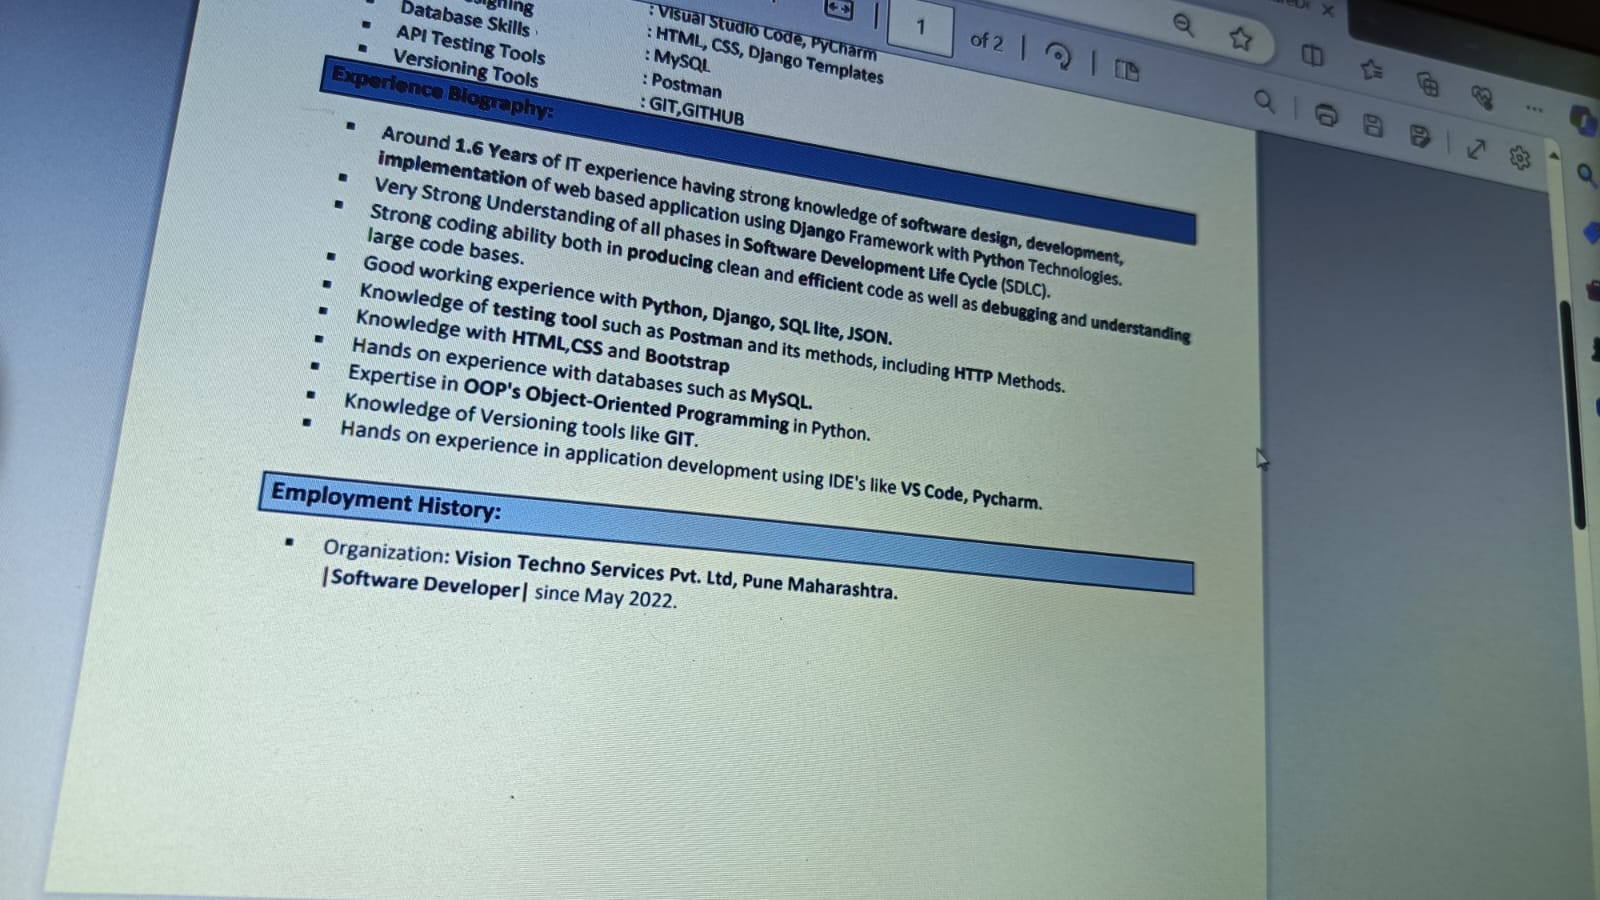 1
of 2
: Visual Studio Code, PyCharm
Database Skills
: HTML, CSS, Django Templates
API Testing Tools
: MySQL
Versioning Tools
: Postman
: GIT,GITHUB
Experience Biography:
Around 1.6 Years of IT experience having strong knowledge of software design, development,
implementation of web based application using Django Framework with Python Technologies.
Very Strong Understanding of all phases in Software Development Life Cycle (SDLC).
Strong coding ability both in producing clean and efficient code as well as debugging and understanding
large code bases.
Good working experience with Python, Django, SQL lite, JSON.
Knowledge of testing tool such as Postman and its methods, including HTTP Methods.
Knowledge with HTML,CSS and Bootstrap
Hands on experience with databases such as MySQL.
Expertise in OOP's Object-Oriented Programming in Python.
Knowledge of Versioning tools like GIT.
Hands on experience in application development using IDE's like VS Code, Pycharm.
Employment History:
Organization: Vision Techno Services Pvt. Ltd, Pune Maharashtra.
|Software Developer| since May 2022.